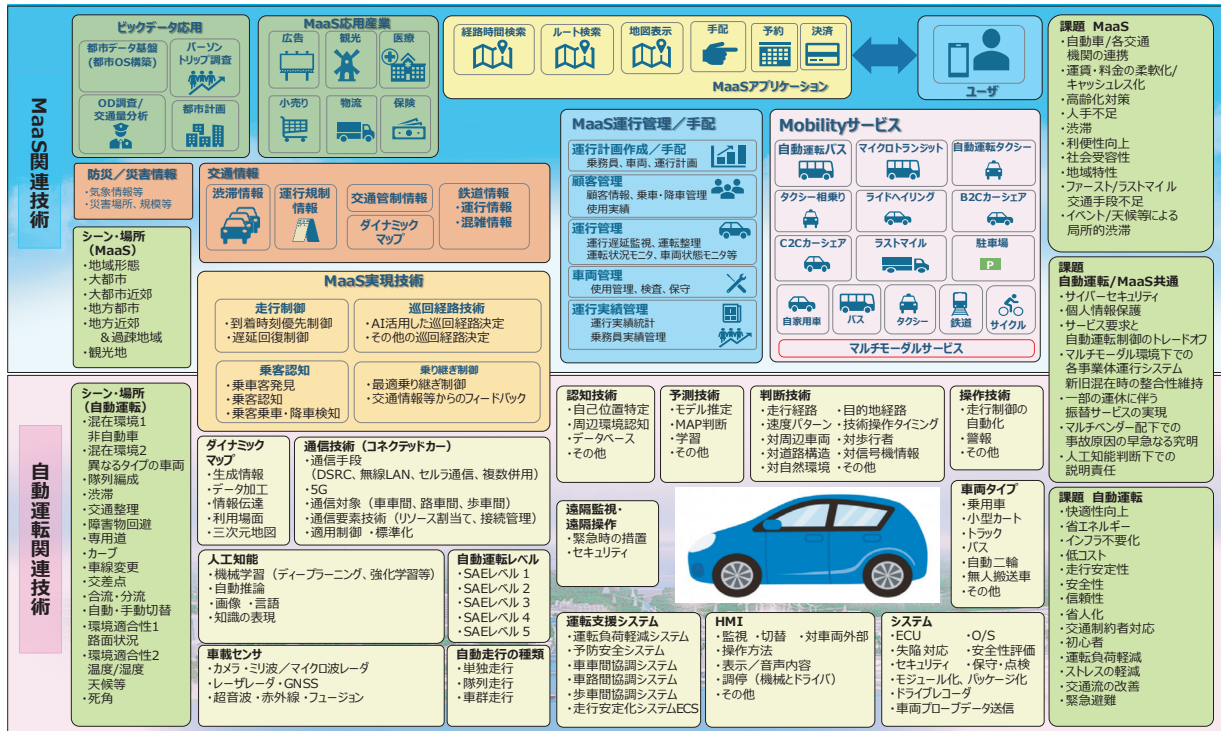 MaaS関連技術
ビックデータ応用
都市データ基盤
(都市OS構築)
パーソン
トリップ調査
OD調査/
交通量分析
都市計画
MaaS応用産業
広告
観光
医療
小売り
物流
保険
経路時間検索
ルート検索
地図表示
手配
予約
決済
MaaSアプリケーション
ユーザ
防災/災害情報
・気象情報等
・災害場所、規模等
交通情報
渋滞情報
運行規制
情報
交通管制情報
ダイナミック
マップ
鉄道情報
・運行情報
・混雑情報
シーン・場所
(MaaS)
・地域形態
・大都市
・大都市近郊
・地方都市
・地方近郊
&過疎地域
・観光地
MaaS実現技術
走行制御
・到着時刻優先制御
・遅延回復制御
巡回経路技術
・AI活用した巡回経路決定
・その他の巡回経路決定
乗客認知
・乗車客発見
・乗客認知
・乗客乗車・降車検知
乗り継ぎ制御
・最適乗り継ぎ制御
・交通情報等からのフィードバック
MaaS運行管理/手配
運行計画作成/手配
乗務員、車両、運行計画
顧客管理
顧客情報、乗車・降車管理
使用実績
運行管理
運行遅延監視、運転整理
運転状況モニタ、車両状態モニタ等
車両管理
使用管理、検査、保守
運行実績管理
運行実績統計
乗務員実績管理
Mobilityサービス
自動運転バス
マイクロトランジット
自動運転タクシー
タクシー相乗り
ライドヘイリング
B2Cカーシェア
C2Cカーシェア
ラストマイル
駐車場
P
自家用車
バス
タクシー
鉄道
サイクル
マルチモーダルサービス
課題 MaaS
・自動車/各交通
機関の連携
・運賃・料金の柔軟化/
キャッシュレス化
・高齢化対策
・人手不足
・渋滞
・利便性向上
・社会受容性
・地域特性
・ファースト/ラストマイル
交通手段不足
・イベント/天候等による
局所的渋滞
課題
自動運転/MaaS共通
・サイバーセキュリティ
・個人情報保護
・サービス要求と
自動運転制御のトレードオフ
・マルチモーダル環境下での
各事業体運行システム
新旧混在時の整合性維持
・一部の運休に伴う
振替サービスの実現
・マルチベンダー配下での
事故原因の早急なる究明
・人工知能判断下での
説明責任
自動運転関連技術
シーン・場所
(自動運転)
・混在環境1
非自動車
・混在環境2
異なるタイプの車両
・隊列編成
・渋滞
・交通整理
・障害物回避
・専用道
・カーブ
・車線変更
・交差点
・合流・分流
・自動・手動切替
・環境適合性1
路面状況
・環境適合性2
温度/湿度
天候等
・死角
ダイナミック
マップ
・生成情報
・データ加工
・情報伝達
・利用場面
・三次元地図
通信技術(コネクテッドカー)
・通信手段
(DSRC、無線LAN、セルラ通信、複数併用)
・5G
・通信対象(車車間、路車間、歩車間)
・通信要素技術(リソース割当て、接続管理)
・適用制御 ・標準化
人工知能
・機械学習(ディープラーニング、強化学習等)
・自動推論
・画像 ・言語
・知識の表現
自動運転レベル
・SAEレベル 1
・SAEレベル 2
・SAEレベル 3
・SAEレベル 4
・SAEレベル 5
車載センサ
・カメラ・ミリ波/マイクロ波レーダ
・レーザレーダ・GNSS
・超音波・赤外線・フュージョン
自動走行の種類
・単独走行
・隊列走行
・車群走行
認知技術
・自己位置特定
・周辺環境認知
・データベース
・その他
予測技術
・モデル推定
・MAP判断
・学習
・その他
判断技術
・走行経路 ・目的地経路
・速度パターン ・技術操作タイミング
・対周辺車両 ・対歩行者
・対道路構造 ・対信号機情報
・対自然環境 ・その他
操作技術
・走行制御の
自動化
・警報
・その他
遠隔監視・
遠隔操作
・緊急時の措置
・セキュリティ
車両タイプ
・乗用車
・小型カート
・トラック
・バス
・自動二輪
・無人搬送車
・その他
運転支援システム
・運転負荷軽減システム
・予防安全システム
・車車間協調システム
・車路間協調システム
・歩車間協調システム
・走行安定化システムECS
HMI
・監視 ・切替 ・対車両外部
・操作方法
・表示/音声内容
・調停(機械とドライバ)
・その他
システム
・ECU ・O/S
・失陥対応 ・安全性評価
・セキュリティ ・保守・点検
・モジュール化、パッケージ化
・ドライブレコーダ
・車両プローブデータ送信
課題 自動運転
・快適性向上
・省エネルギー
・インフラ不要化
・低コスト
・走行安定性
・安全性
・信頼性
・省人化
・交通制約者対応
・初心者
・運転負荷軽減
・ストレスの軽減
・交通流の改善
・緊急避難